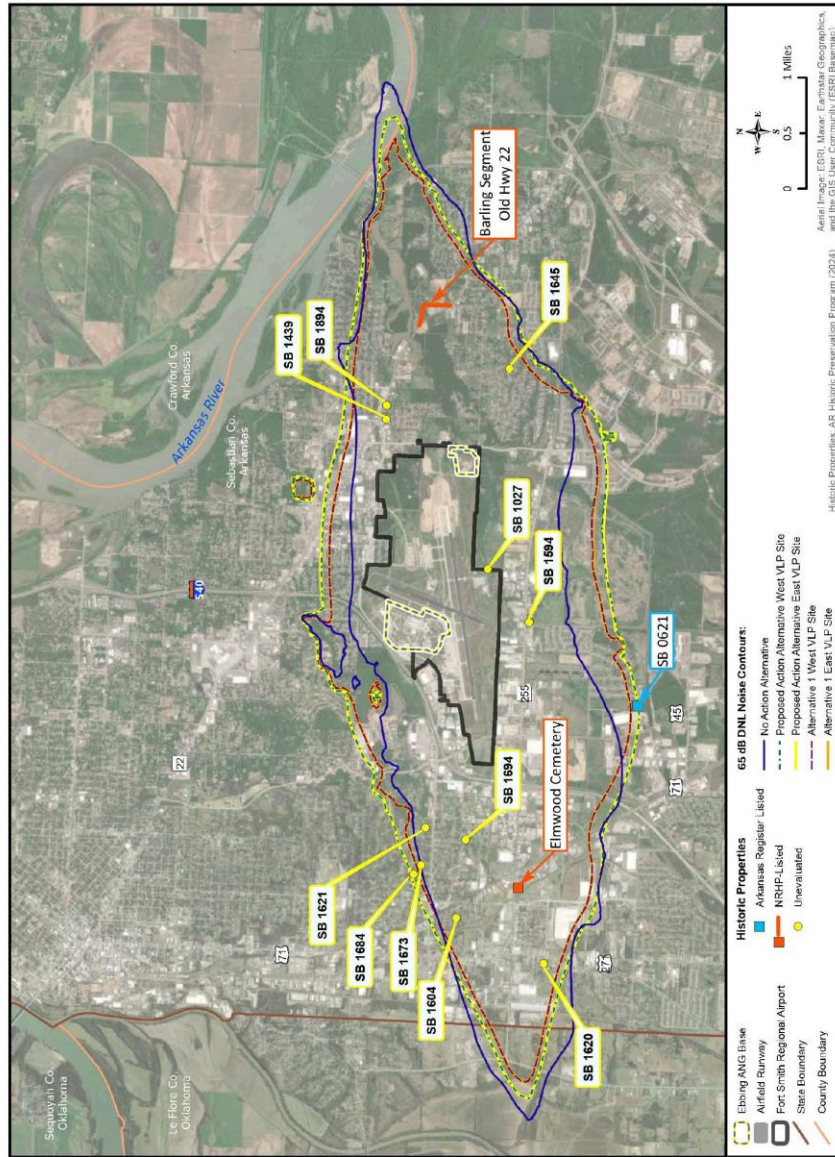 Sequoyah Co.
Oklahoma
Le Flore Co.
Oklahoma
Crawford Co.
Arkansas
Arkansas River
Sebastian Co.
Arkansas
71
22
540
255
45
71
271
SB 1439
SB 1894
Barling Segment
Old Hwy 22
SB 1645
SB 1027
SB 1594
SB 0621
SB 1694
Elmwood Cemetery
SB 1621
SB 1684
SB 1673
SB 1604
SB 1620
Ebbing ANG Base
Airfield Runway
Fort Smith Regional Airport
State Boundary
County Boundary
Historic Properties
Arkansas Register Listed
NRHP-Listed
Unevaluated
65 dB DNL Noise Contours:
No Action Alternative
Proposed Action Alternative West VLP Site
Proposed Action Alternative East VLP Site
Alternative 1 West VLP Site
Alternative 1 East VLP Site
N
W
E
S
0
0.5
1 Miles
Aerial Image: ESRI, Maxar, Earthstar Geographics,
and the GIS User Community (ESRI Basemap)
Historic Properties: AR Historic Preservation Program (2024)